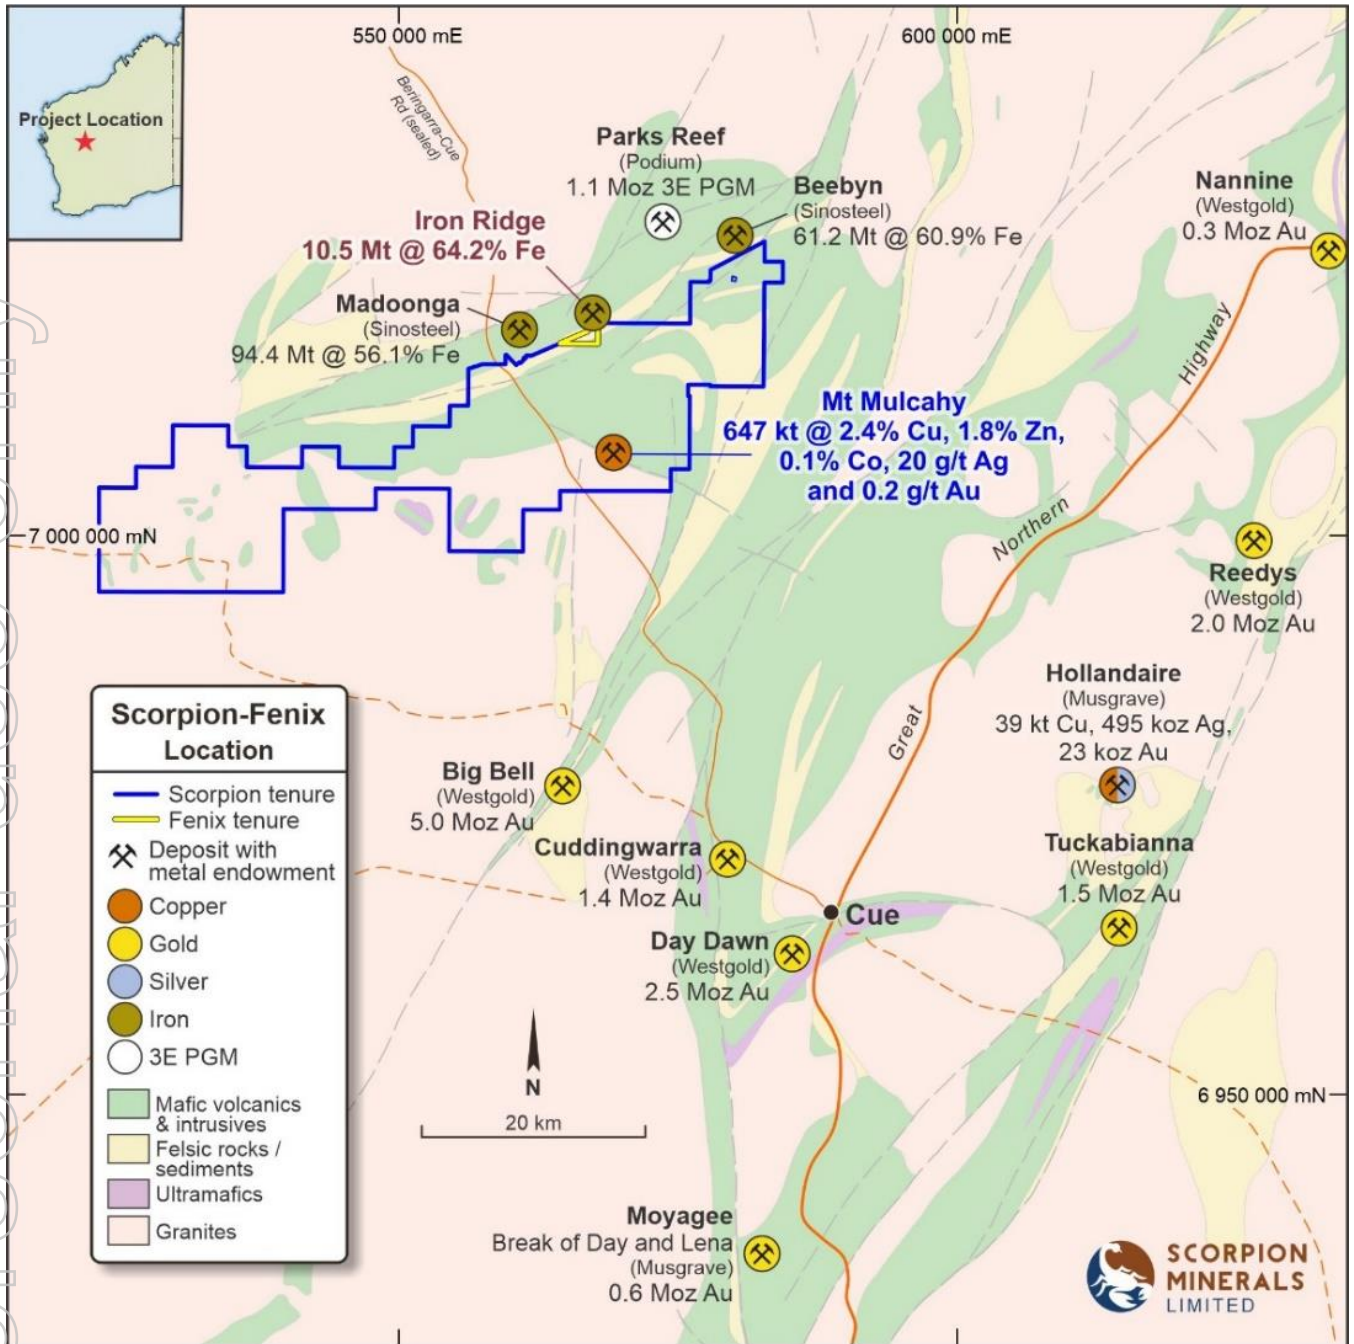 550 000 mE
600 000 mE
Project Location
Beringarra-Cue
Rd (sealed)
Parks Reef
(Podium)
1.1 Moz 3E PGM
Beebyn
(Sinosteel)
61.2 Mt @ 60.9% Fe
Nannine
(Westgold)
0.3 Moz Au
Iron Ridge
10.5 Mt @ 64.2% Fe
Madoonga
(Sinosteel)
94.4 Mt @ 56.1% Fe
Mt Mulcahy
647 kt @ 2.4% Cu, 1.8% Zn,
0.1% Co, 20 g/t Ag
and 0.2 g/t Au
Great
Northern
Highway
7 000 000 mN
Reedys
(Westgold)
2.0 Moz Au
Hollandaire
(Musgrave)
39 kt Cu, 495 koz Ag,
23 koz Au
Big Bell
(Westgold)
5.0 Moz Au
Cuddingwarra
(Westgold)
1.4 Moz Au
Tuckabianna
(Westgold)
1.5 Moz Au
Cue
Day Dawn
(Westgold)
2.5 Moz Au
Scorpion-Fenix
Location
Scorpion tenure
Fenix tenure
Deposit with
metal endowment
Copper
Gold
Silver
Iron
3E PGM
Mafic volcanics
& intrusives
Felsic rocks /
sediments
Ultramafics
Granites
N
20 km
6 950 000 mN
Moyagee
Break of Day and Lena
(Musgrave)
0.6 Moz Au
SCORPION
MINERALS
LIMITED